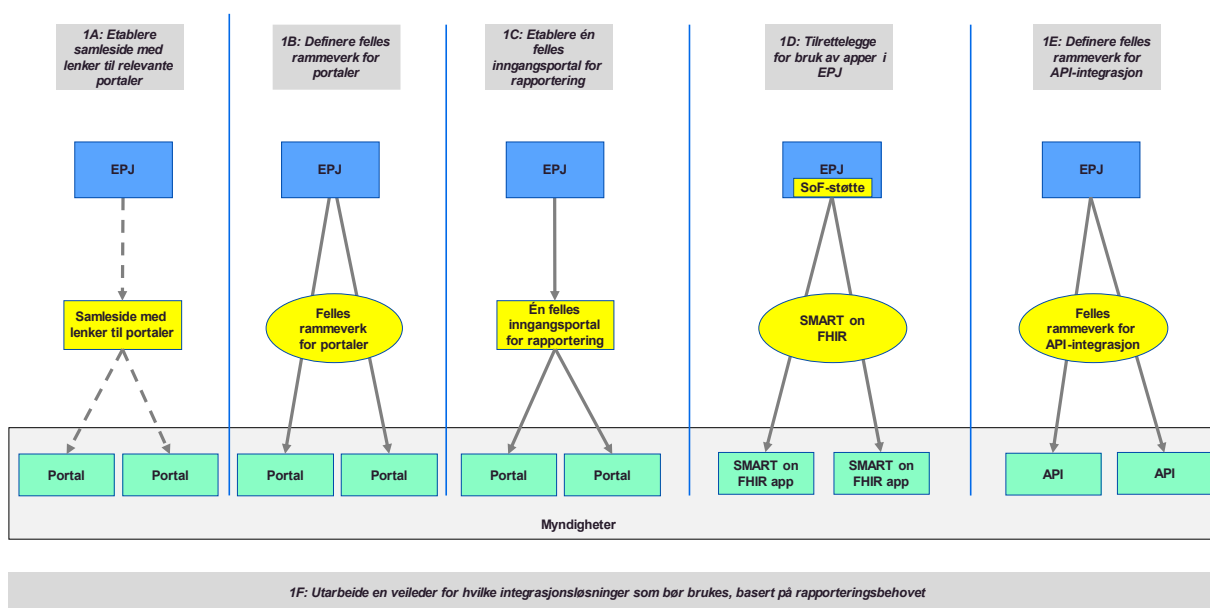 1A: Etablere
samleside med
lenker til relevante
portaler
1B: Definere felles
rammeverk for
portaler
1C: Etablere én
felles
inngangsportal for
rapportering
1D: Tilrettelegge
for bruk av apper i
EPJ
1E: Definere felles
rammeverk for
API-integrasjon
EPJ
EPJ
EPJ
EPJ
SoF-støtte
EPJ
Samleside med
lenker til portaler
Felles
rammeverk
for portaler
Én felles
inngangsportal
for rapportering
SMART on
FHIR
Felles
rammeverk for
API-integrasjon
Portal
Portal
Portal
Portal
Portal
Portal
SMART on
FHIR app
SMART on
FHIR app
API
API
Myndigheter
1F: Utarbeide en veileder for hvilke integrasjonsløsninger som bør brukes, basert på rapporteringsbehovet